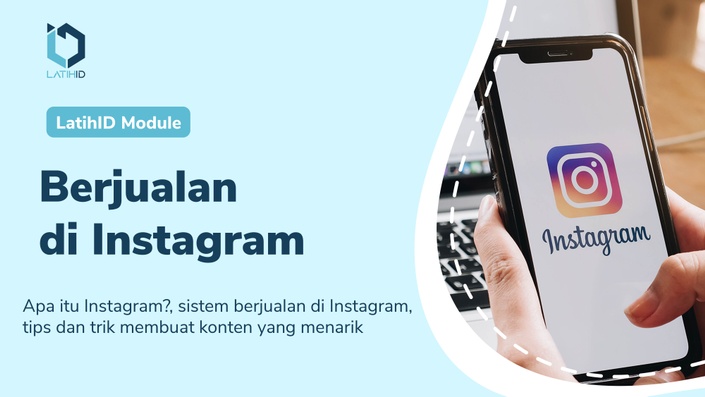 LATIHID
LatihID Module
Berjualan
di Instagram
Apa itu Instagram?, sistem berjualan di Instagram,
tips dan trik membuat konten yang menarik
Instagram